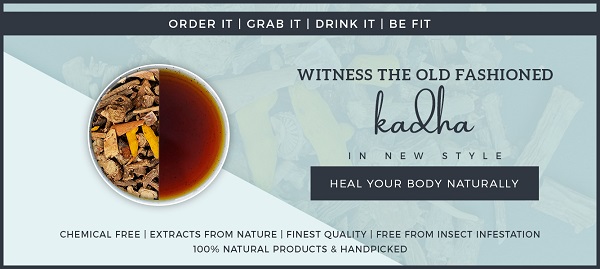 ORDER IT | GRAB IT | DRINK IT | BE FIT
WITNESS THE OLD FASHIONED
kadha
IN NEW STYLE
HEAL YOUR BODY NATURALLY
CHEMICAL FREE | EXTRACTS FROM NATURE | FINEST QUALITY | FREE FROM INSECT INFESTATION
100% NATURAL PRODUCTS & HANDPICKED